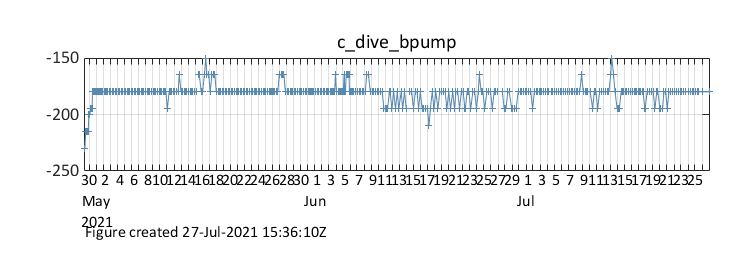 c_dive_bpump
-150
-200
-250
30 2 4 6 8 10 12 14 16 18 20 22 24 26 28 30 1 3 5 7 9 11 13 15 17 19 21 23 25 27 29 1 3 5 7 9 11 13 15 17 19 21 23 25
May Jun Jul
2021
Figure created 27-Jul-2021 15:36:10Z